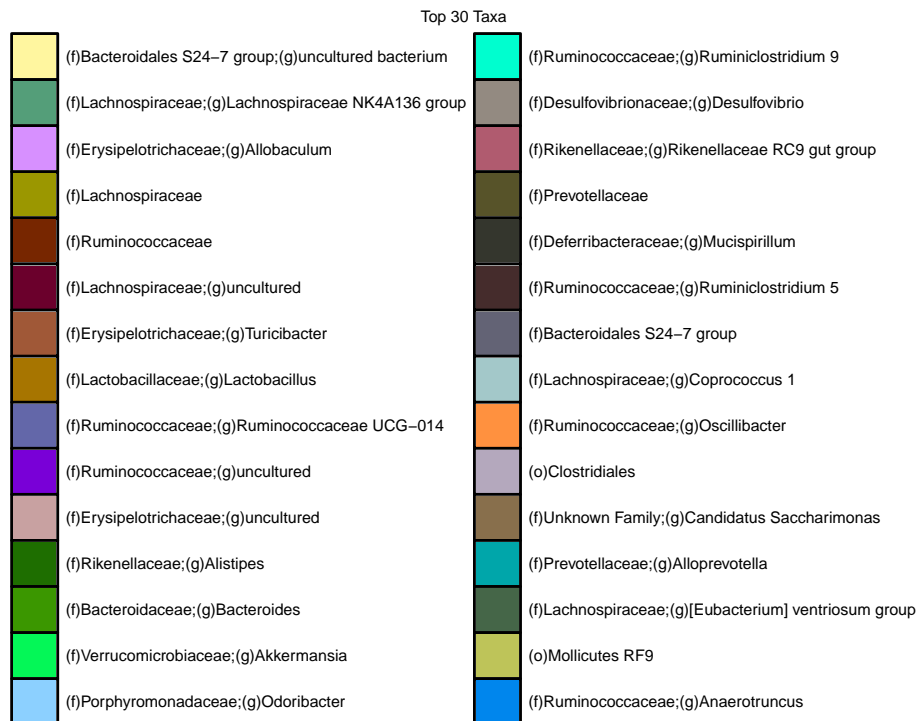 Top 30 Taxa
(f)Bacteroidales S24−7 group;(g)uncultured bacterium
(f)Lachnospiraceae;(g)Lachnospiraceae NK4A136 group
(f)Erysipelotrichaceae;(g)Allobaculum
(f)Lachnospiraceae
(f)Ruminococcaceae
(f)Lachnospiraceae;(g)uncultured
(f)Erysipelotrichaceae;(g)Turicibacter
(f)Lactobacillaceae;(g)Lactobacillus
(f)Ruminococcaceae;(g)Ruminococcaceae UCG−014
(f)Ruminococcaceae;(g)uncultured
(f)Erysipelotrichaceae;(g)uncultured
(f)Rikenellaceae;(g)Alistipes
(f)Bacteroidaceae;(g)Bacteroides
(f)Verrucomicrobiaceae;(g)Akkermansia
(f)Porphyromonadaceae;(g)Odoribacter
(f)Ruminococcaceae;(g)Ruminiclostridium 9
(f)Desulfovibrionaceae;(g)Desulfovibrio
(f)Rikenellaceae;(g)Rikenellaceae RC9 gut group
(f)Prevotellaceae
(f)Deferribacteraceae;(g)Mucispirillum
(f)Ruminococcaceae;(g)Ruminiclostridium 5
(f)Bacteroidales S24−7 group
(f)Lachnospiraceae;(g)Coprococcus 1
(f)Ruminococcaceae;(g)Oscillibacter
(o)Clostridiales
(f)Unknown Family;(g)Candidatus Saccharimonas
(f)Prevotellaceae;(g)Alloprevotella
(f)Lachnospiraceae;(g)[Eubacterium] ventriosum group
(o)Mollicutes RF9
(f)Ruminococcaceae;(g)Anaerotruncus